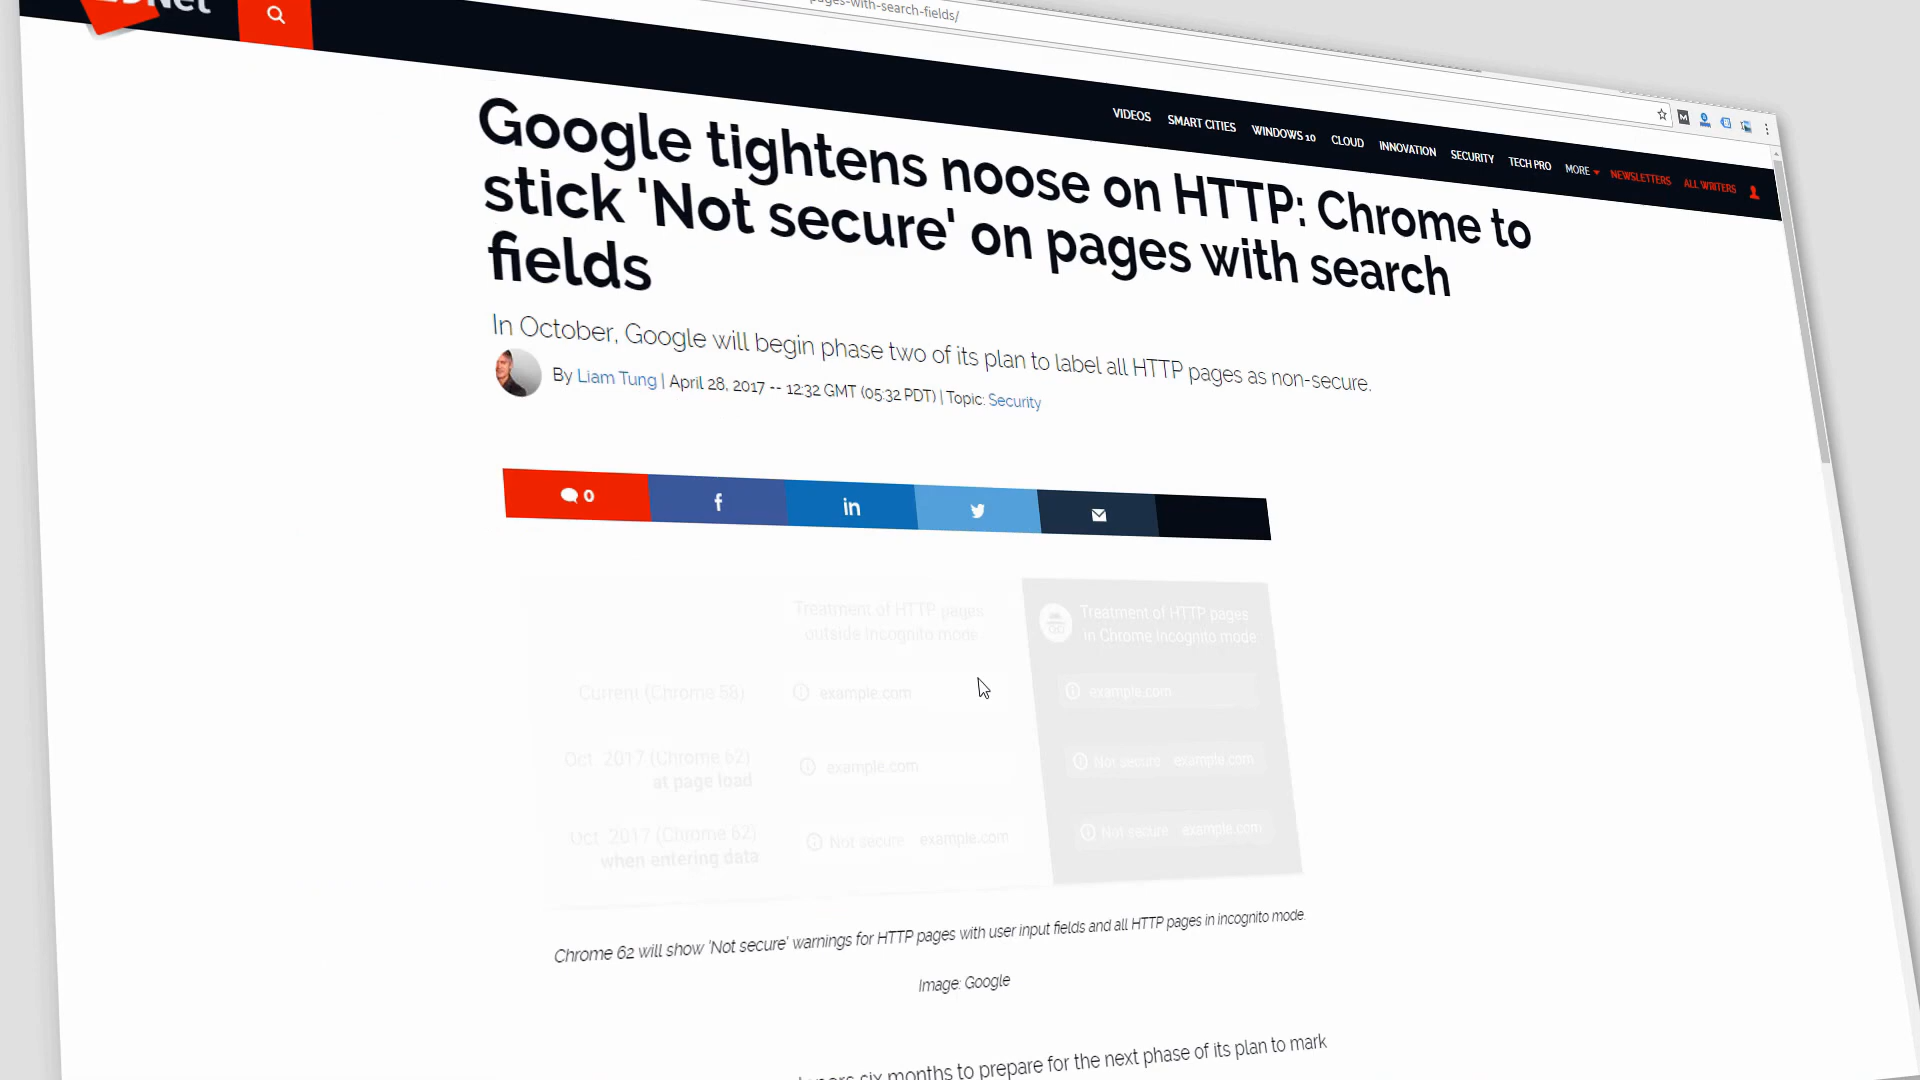 pages-with-search-fields/
VIDEOS SMART CITIES WINDOWS 10 CLOUD INNOVATION SECURITY TECH PRO MORE NEWSLETTERS ALL WRITERS
Google tightens noose on HTTP: Chrome to
stick 'Not secure' on pages with search
fields
In October, Google will begin phase two of its plan to label all HTTP pages as non-secure.
By Liam Tung | April 28, 2017 -- 12:32 GMT (05:32 PDT) | Topic: Security
0 f in
Treatment of HTTP pages
outside Incognito mode
Treatment of HTTP pages
in Chrome Incognito mode
Current (Chrome 58) example.com example.com
Oct 2017 (Chrome 62)
at page load
example.com
Not secure example.com
Oct 2017 (Chrome 62)
when entering data
Not secure example.com
Not secure example.com
Chrome 62 will show 'Not secure' warnings for HTTP pages with user input fields and all HTTP pages in incognito mode.
Image: Google
six months to prepare for the next phase of its plan to mark